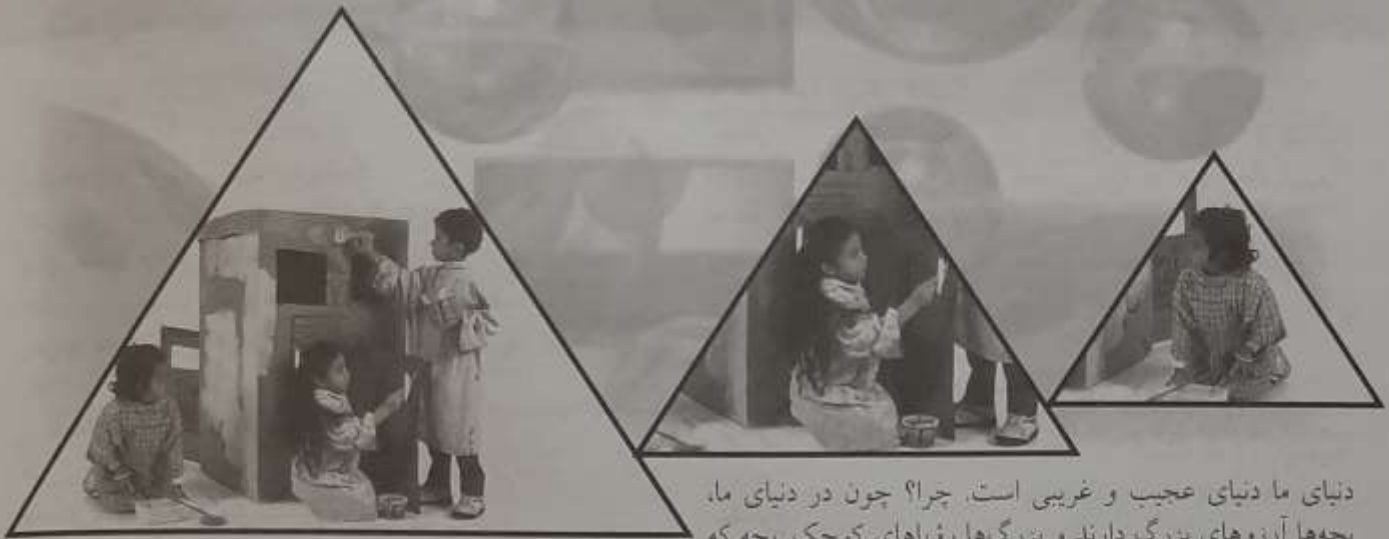 دنیای ما دنیای عجیب و غریبی است. چرا؟ چون در دنیای ما،
بچه‌ها آرزوهای بزرگ دارند و بزرگ‌ها رؤیاهای کوچک. بچه که